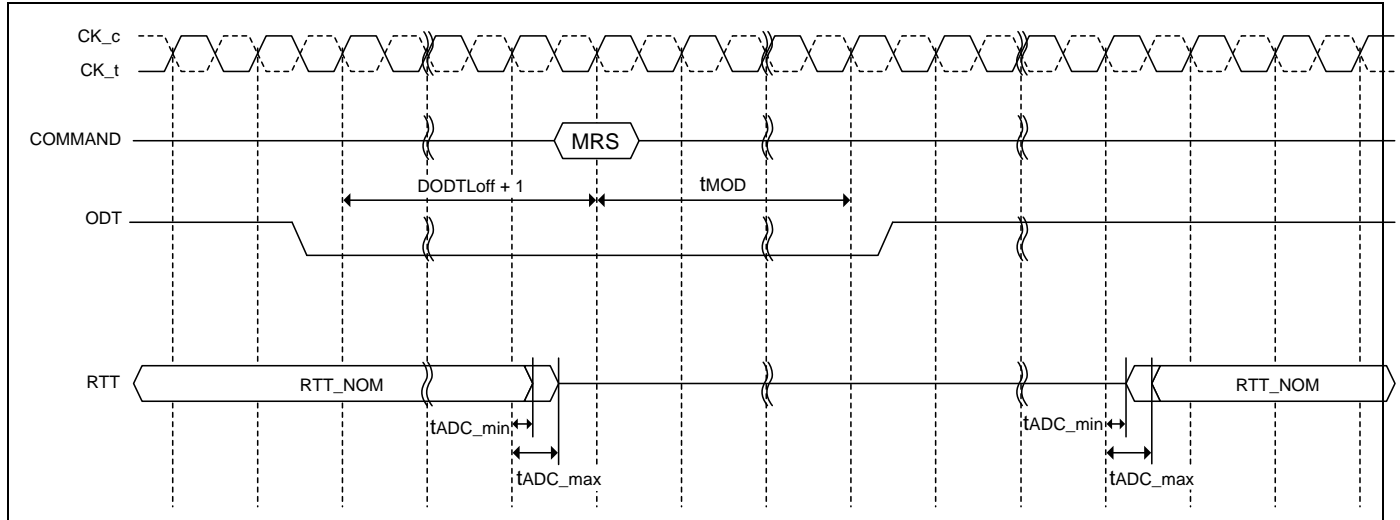 CK_c
CK_t
COMMAND
MRS
DODTLoff + 1
tMOD
ODT
RTT
RTT_NOM
RTT_NOM
tADC_min
tADC_min
tADC_max
tADC_max